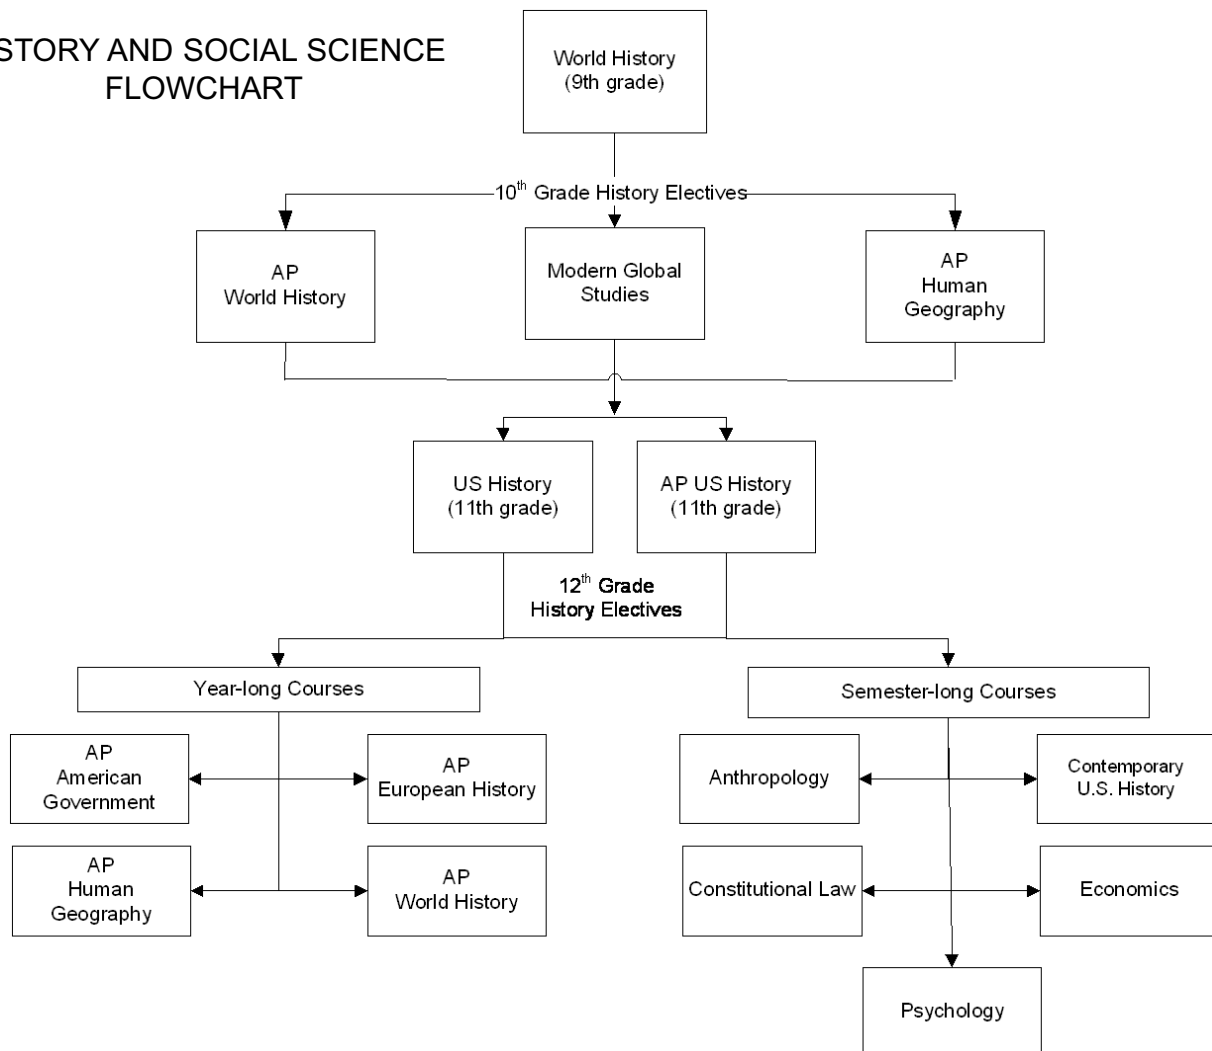 STORY AND SOCIAL SCIENCE
FLOWCHART
World History
(9th grade)
10th Grade History Electives
AP
World History
Modern Global
Studies
AP
Human
Geography
US History
(11th grade)
AP US History
(11th grade)
12th Grade
History Electives
Year-long Courses
Semester-long Courses
AP
American
Government
AP
European History
Anthropology
Contemporary
U.S. History
AP
Human
Geography
AP
World History
Constitutional Law
Economics
Psychology